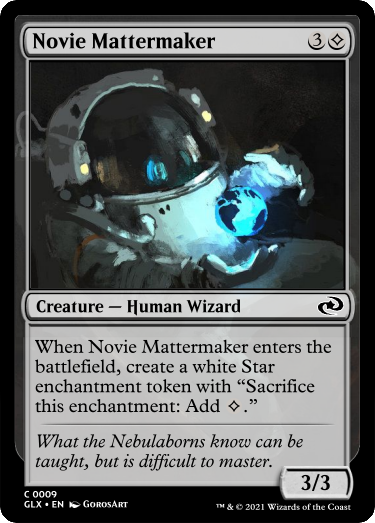 Novie Mattermaker 3
Creature — Human Wizard
When Novie Mattermaker enters the
battlefield, create a white Star
enchantment token with “Sacrifice
this enchantment: Add .”
What the Nebulaborns know can be
taught, but is difficult to master.
3/3
C 0009
GLX • EN GorosArt
™ & © 2021 Wizards of the Coast